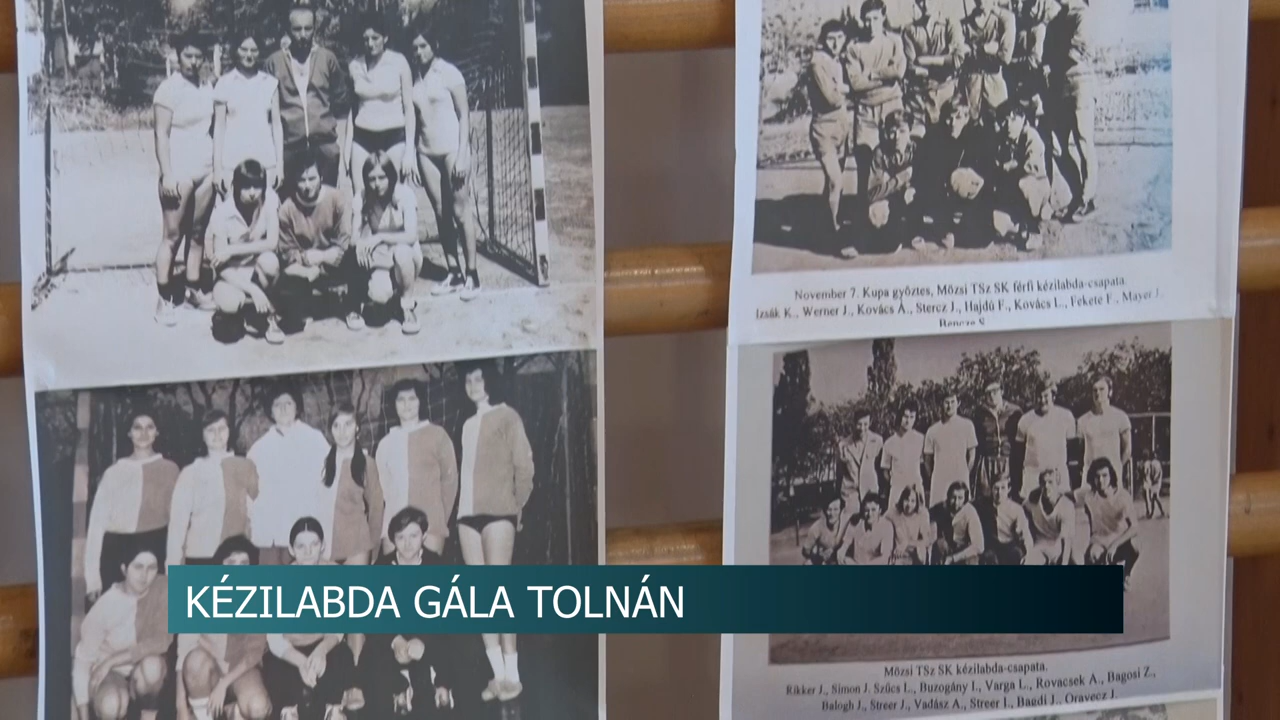 November 7. Kupa győztes, Mözsi TSz SK férfi kézilabda-csapata.
Izsák K., Werner J., Kovács A., Stercz J., Hajdú F., Kovács L., Fekete F., Mayer J.
Bencze S.
Mözsi TSz SK kézilabda-csapata.
Rikker J., Simon J. Szűcs L., Buzogány I., Varga L., Rovacsek A., Bagosi Z.,
Balogh J., Streer J., Vadász A., Streer I., Bagdi J., Oravecz J.
KÉZILABDA GÁLA TOLNÁN